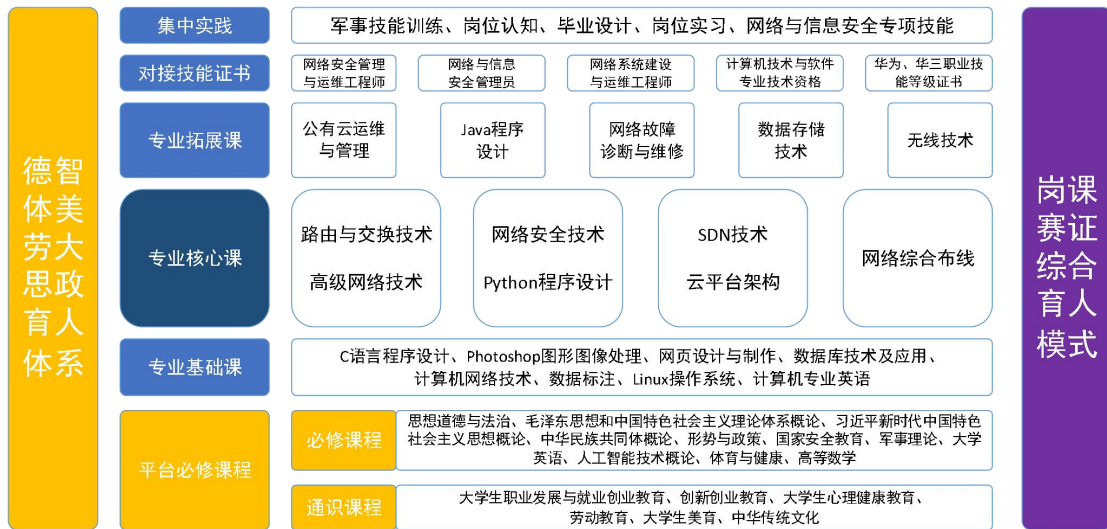 德智
体美
劳大
思政
育人
体系
集中实践
军事技能训练、岗位认知、毕业设计、岗位实习、网络与信息安全专项技能
对接技能证书
网络安全管理
与运维工程师
网络与信息
安全管理员
网络系统建设
与运维工程师
计算机技术与软件
专业技术资格
华为、华三职业技
能等级证书
专业拓展课
公有云运维
与管理
Java程序
设计
网络故障
诊断与维修
数据存储
技术
无线技术
专业核心课
路由与交换技术
高级网络技术
网络安全技术
Python程序设计
SDN技术
云平台架构
网络综合布线
专业基础课
C语言程序设计、Photoshop图形图像处理、网页设计与制作、数据库技术及应用、
计算机网络技术、数据标注、Linux操作系统、计算机专业英语
平台必修课程
必修课程
思想道德与法治、毛泽东思想和中国特色社会主义理论体系概论、习近平新时代中国特色
社会主义思想概论、中华民族共同体概论、形势与政策、国家安全教育、军事理论、大学
英语、人工智能技术概论、体育与健康、高等数学
通识课程
大学生职业发展与就业创业教育、创新创业教育、大学生心理健康教育、
劳动教育、大学生美育、中华传统文化
岗课
赛证
综合
育人
模式